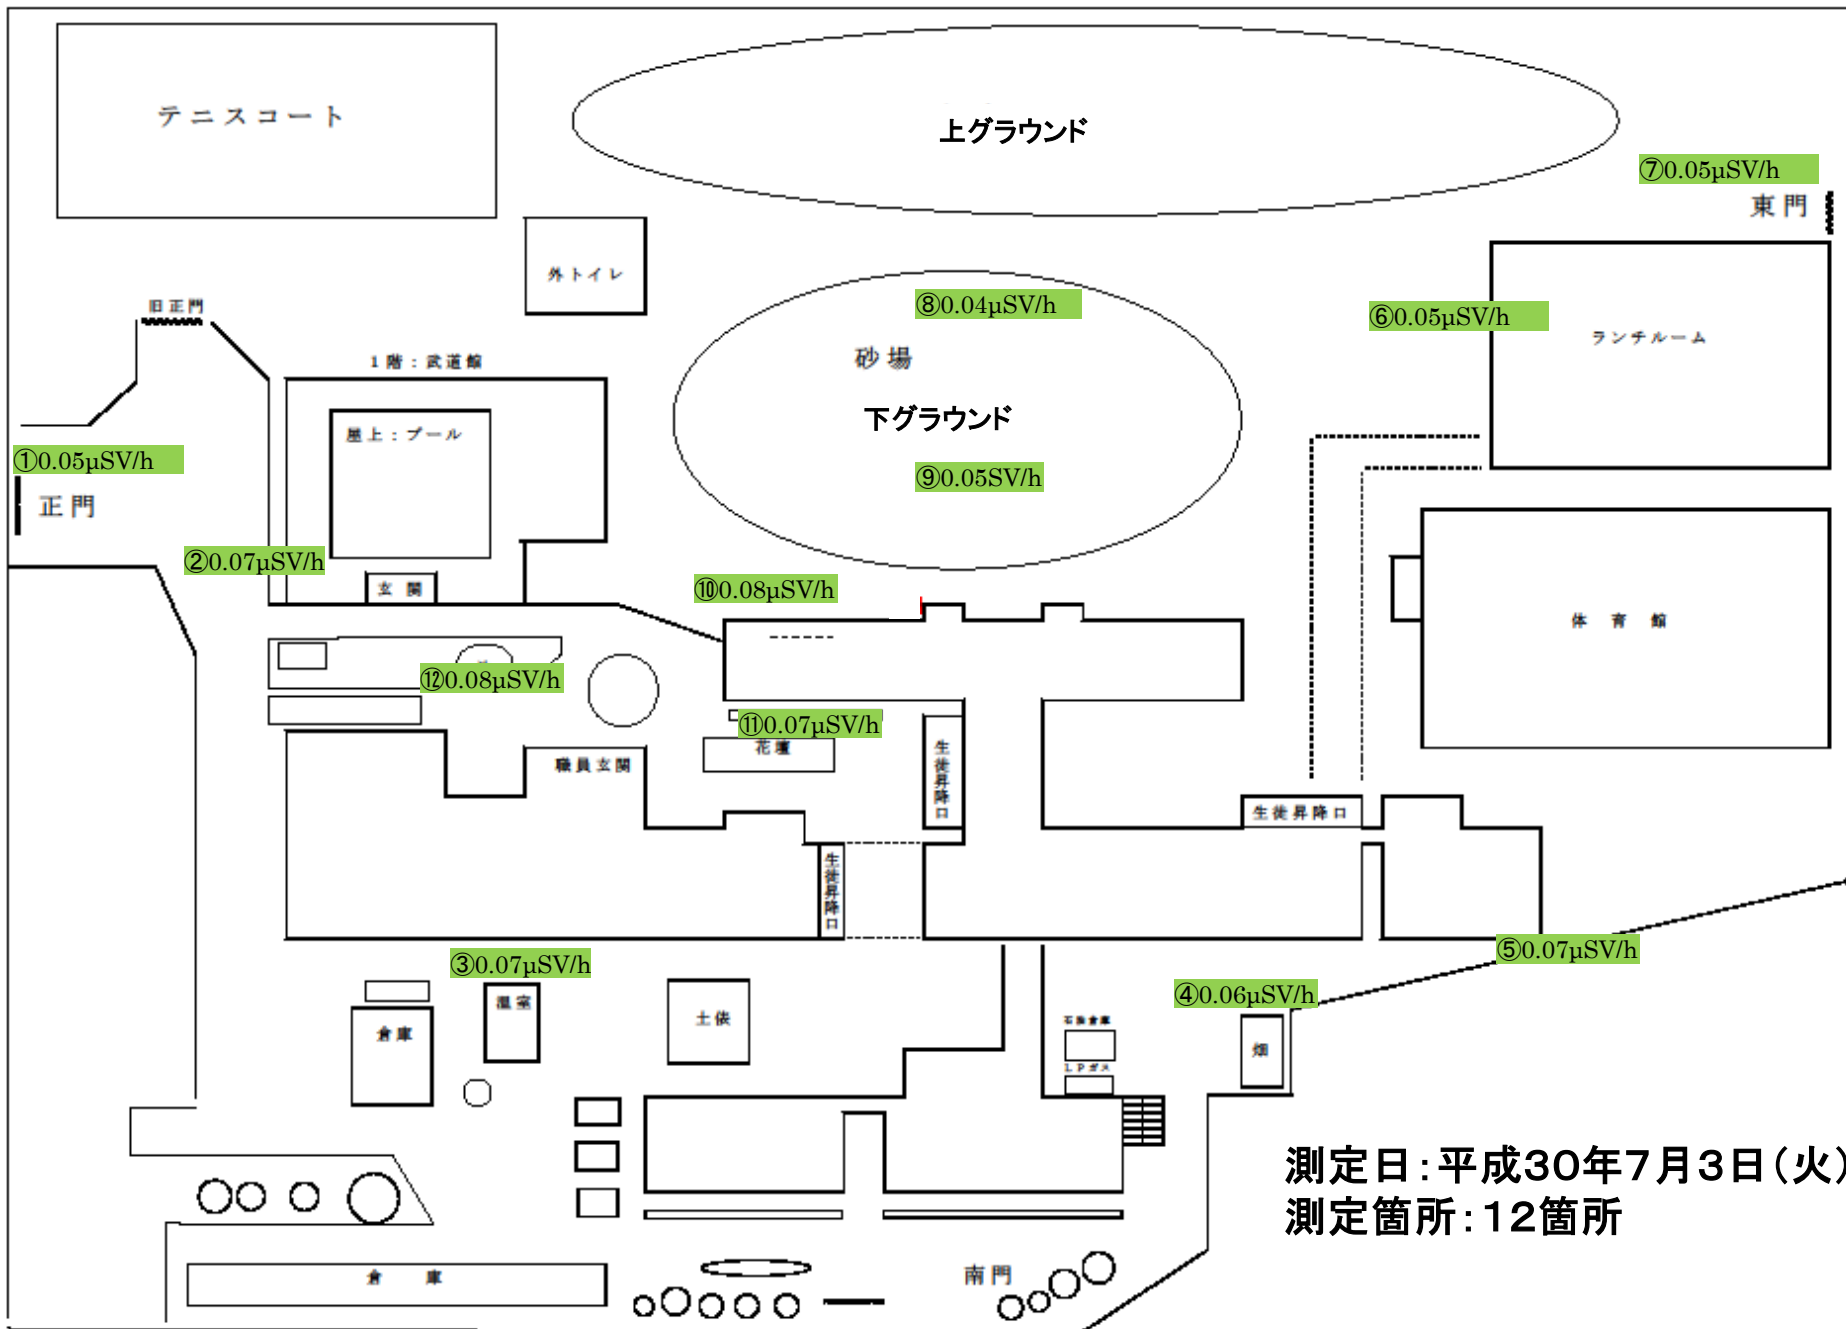 テニスコート
上グラウンド
⑦0.05µSV/h
東門
外トイレ
旧正門
⑧0.04µSV/h
⑥0.05µSV/h
ランチルーム
1階：武道館
砂場
下グラウンド
屋上：プール
①0.05µSV/h
⑨0.05SV/h
正門
②0.07µSV/h
玄関
⑩0.08µSV/h
体育館
⑫0.08µSV/h
⑪0.07µSV/h
花壇
職員玄関
生徒昇降口
生徒昇降口
生徒昇降口
③0.07µSV/h
⑤0.07µSV/h
④0.06µSV/h
温室
倉庫
土俵
LPガス
畑
測定日：平成30年7月3日（火）
測定箇所：12箇所
倉庫
南門